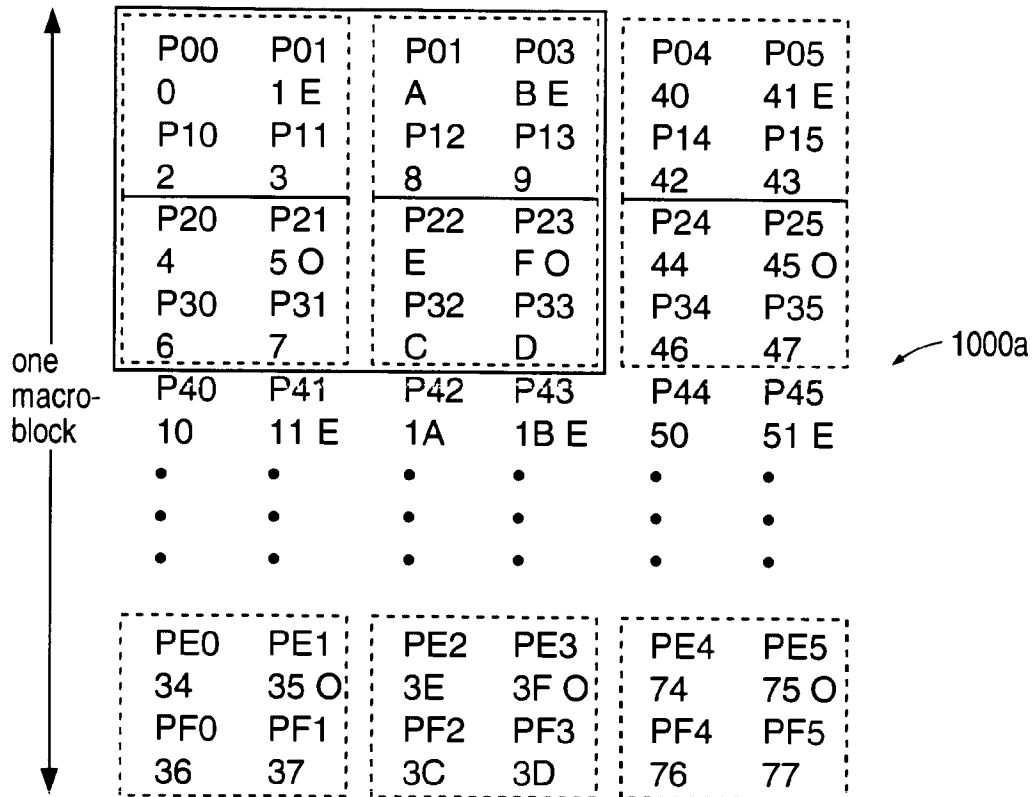 P00 P01 P01 P03 P04 P05
0 1 E A B E 40 41 E
P10 P11 P12 P13 P14 P15
2 3 8 9 42 43
P20 P21 P22 P23 P24 P25
4 5 O E F O 44 45 O
P30 P31 P32 P33 P34 P35
6 7 C D 46 47
one
macro-
block
1000a
P40 P41 P42 P43 P44 P45
10 11 E 1A 1B E 50 51 E
PE0 PE1 PE2 PE3 PE4 PE5
34 35 O 3E 3F O 74 75 O
PF0 PF1 PF2 PF3 PF4 PF5
36 37 3C 3D 76 77